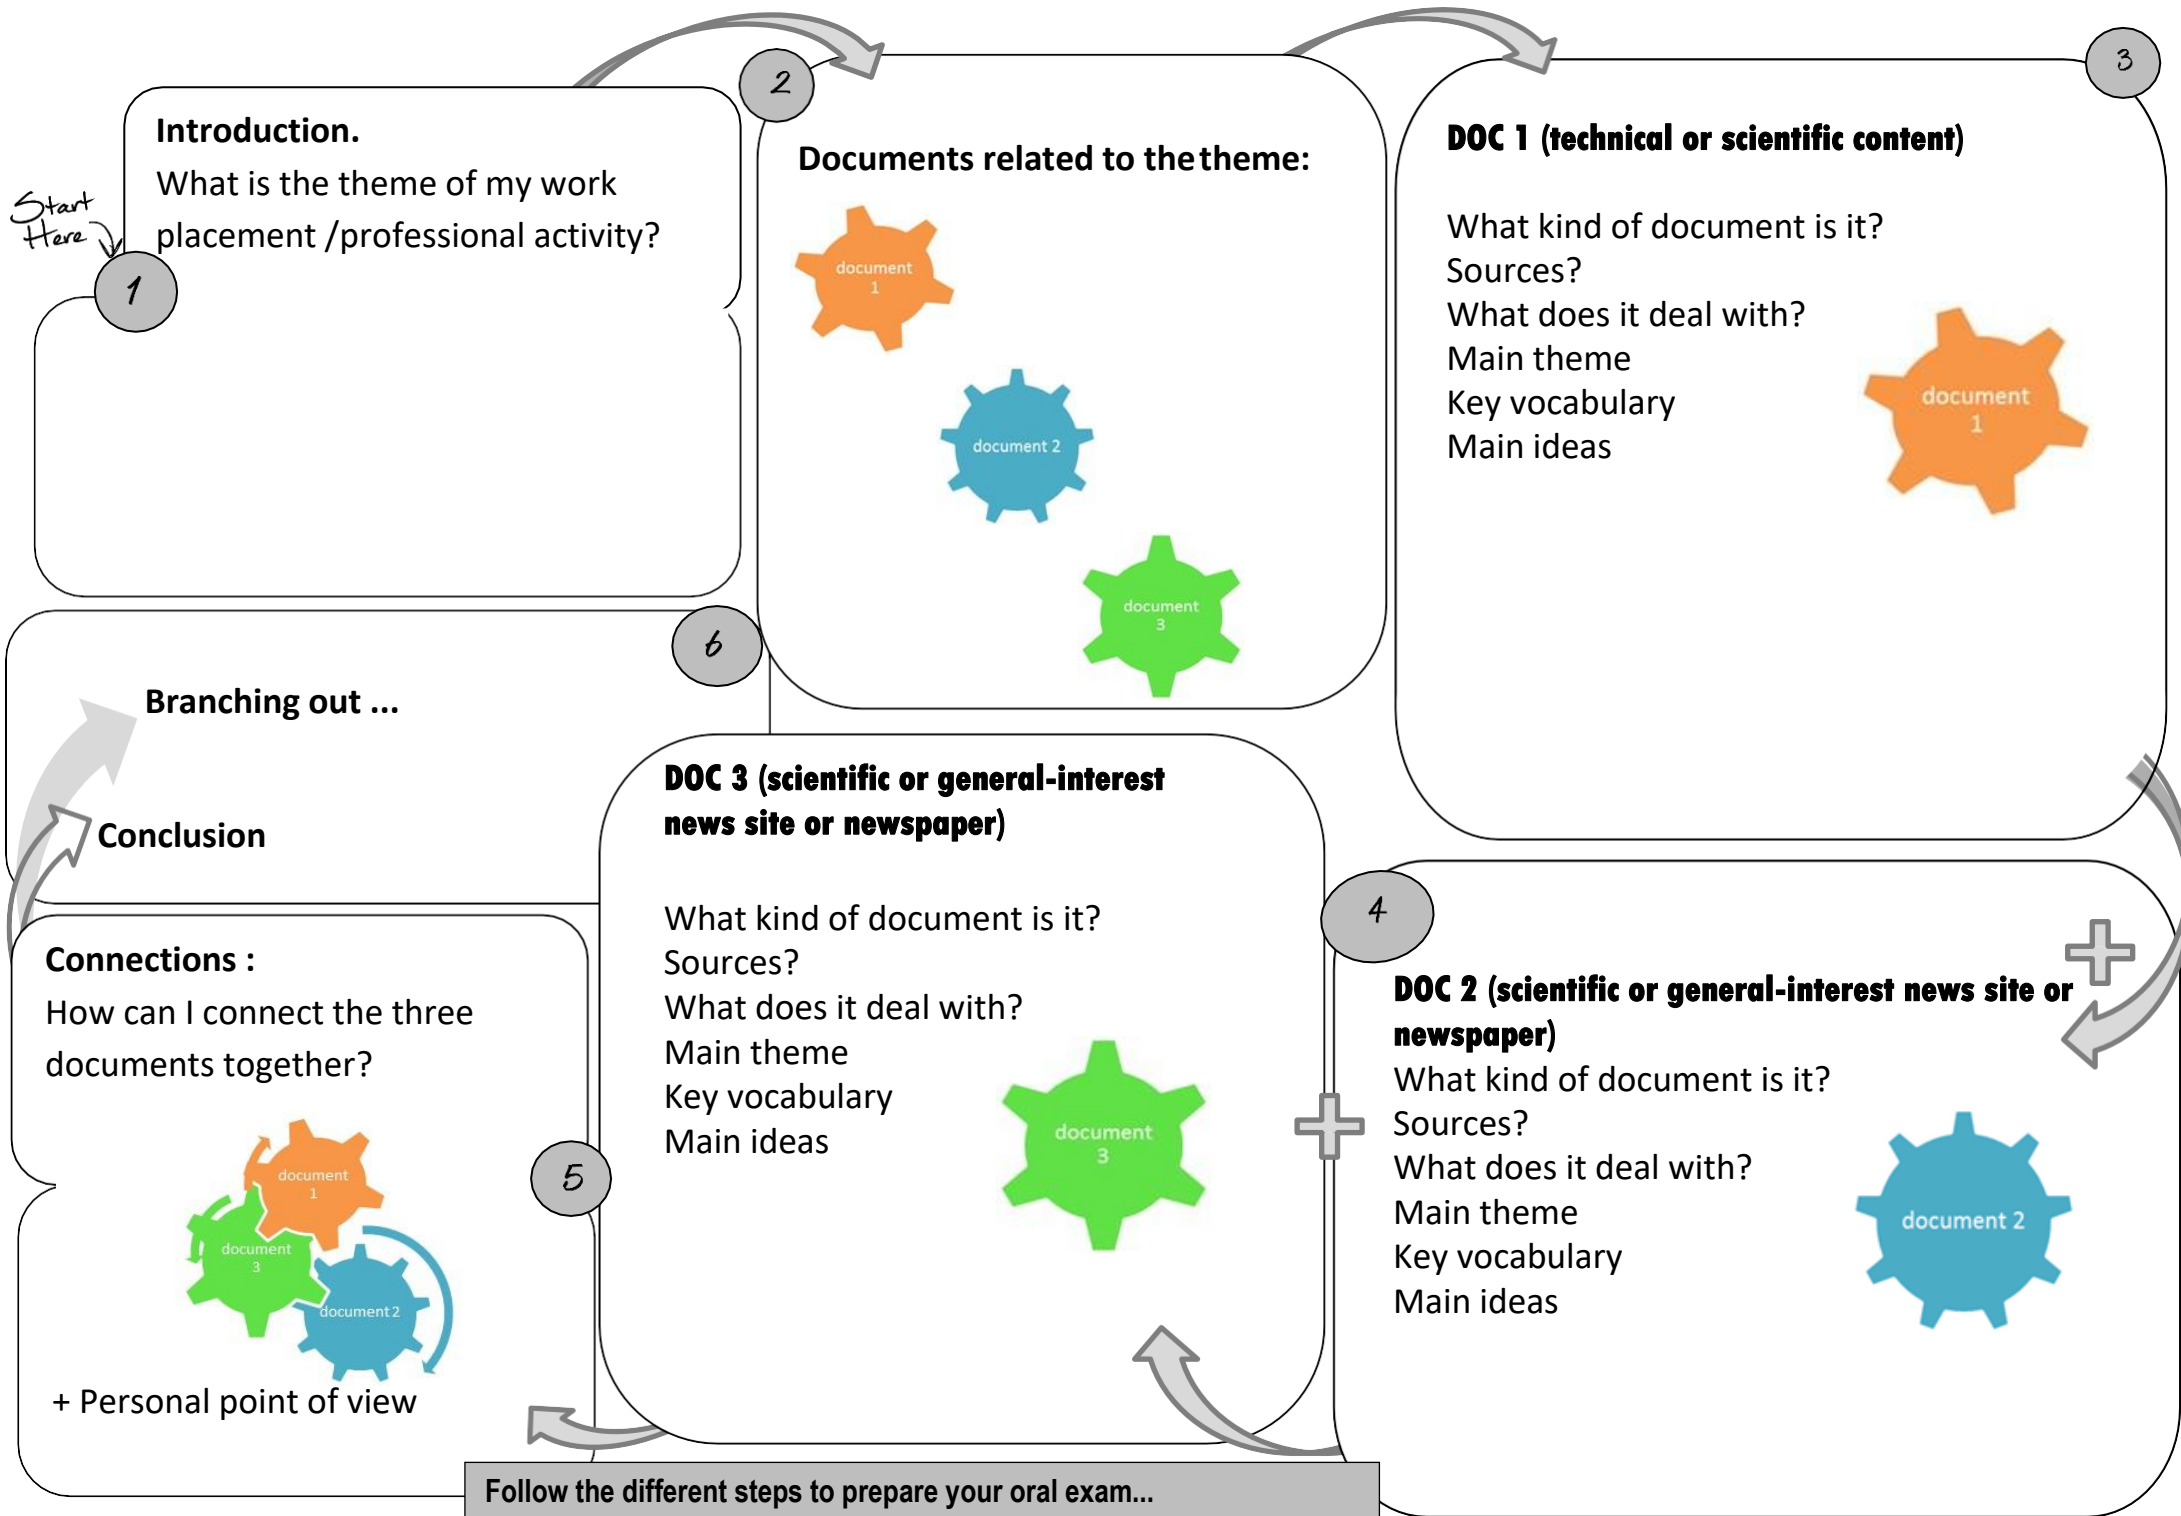 Start
Here
1
Introduction.
What is the theme of my work
placement /professional activity?
2
Documents related to the theme:
document
1
document 2
document
3
3
DOC 1 (technical or scientific content)
What kind of document is it?
Sources?
What does it deal with?
Main theme
Key vocabulary
Main ideas
document
1
4
DOC 2 (scientific or general-interest news site or
newspaper)
What kind of document is it?
Sources?
What does it deal with?
Main theme
Key vocabulary
Main ideas
document 2
DOC 3 (scientific or general-interest
news site or newspaper)
What kind of document is it?
Sources?
What does it deal with?
Main theme
Key vocabulary
Main ideas
document
3
5
Connections :
How can I connect the three
documents together?
document
1
document
3
document 2
+ Personal point of view
6
Branching out ...
Conclusion
Follow the different steps to prepare your oral exam...